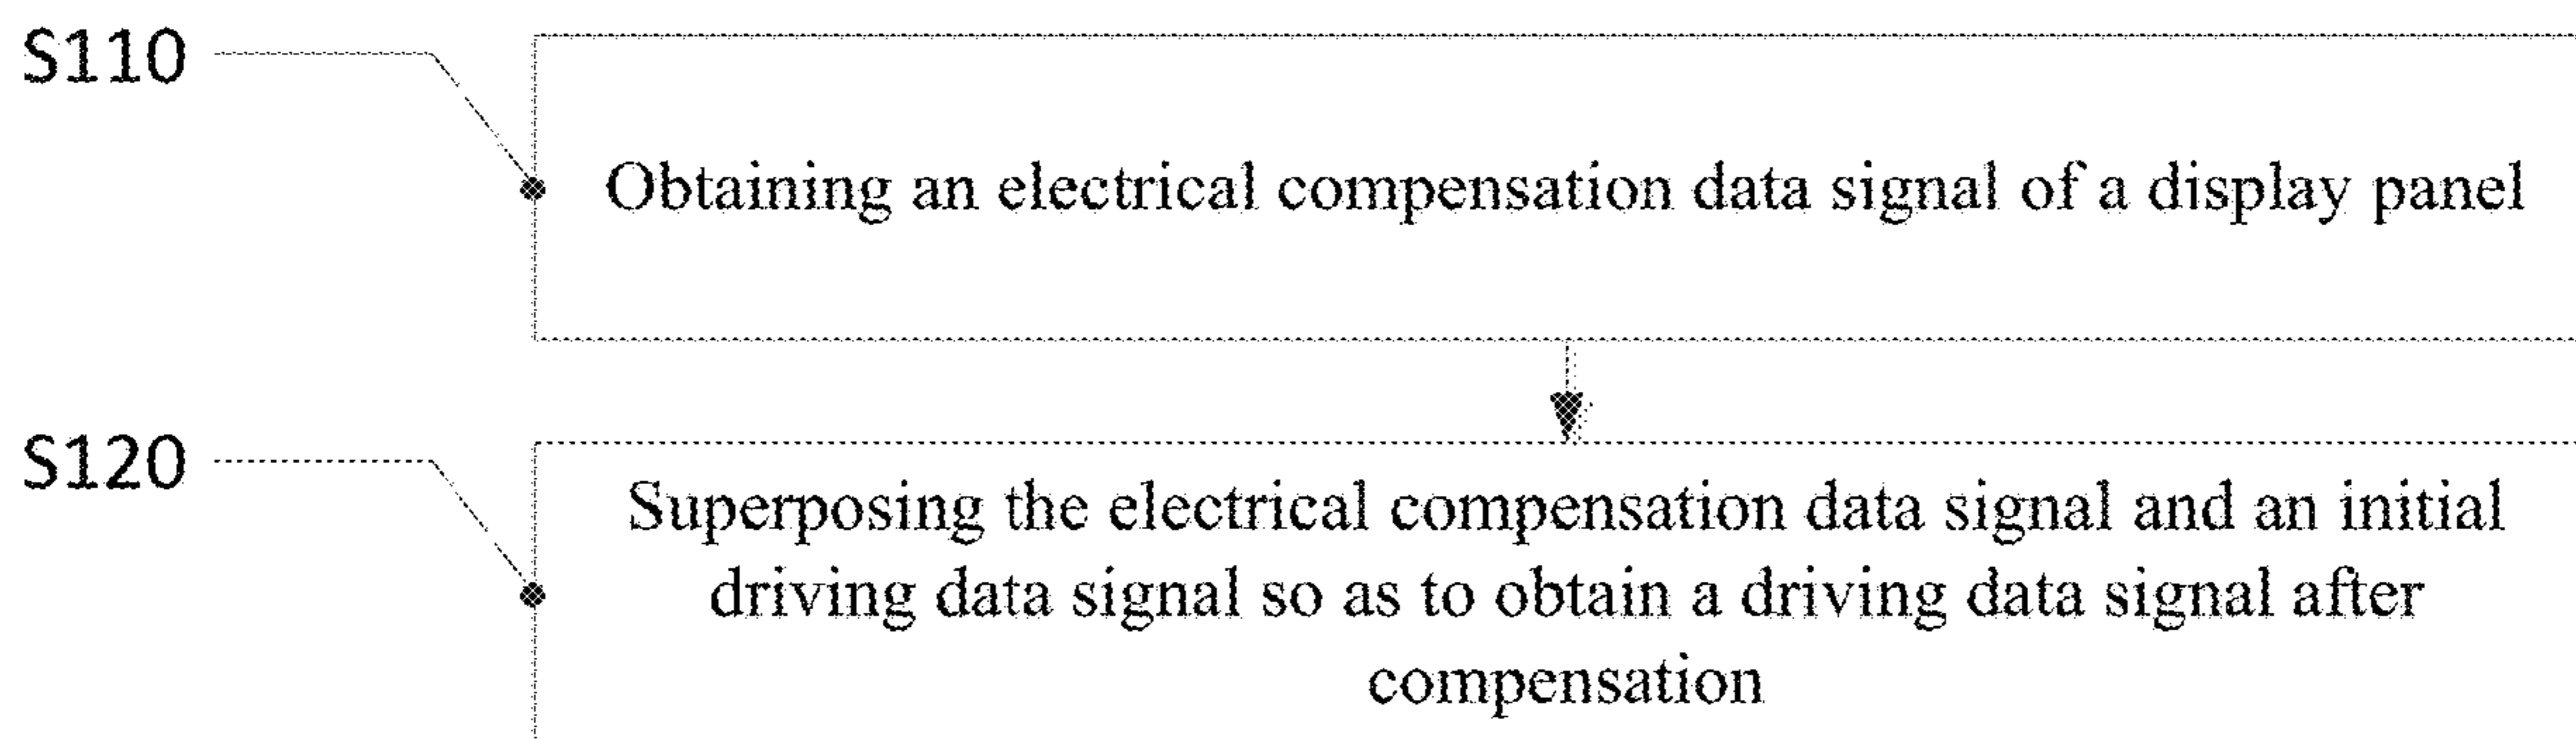 S110
Obtaining an electrical compensation data signal of a display panel
S120
Superposing the electrical compensation data signal and an initial
driving data signal so as to obtain a driving data signal after
compensation